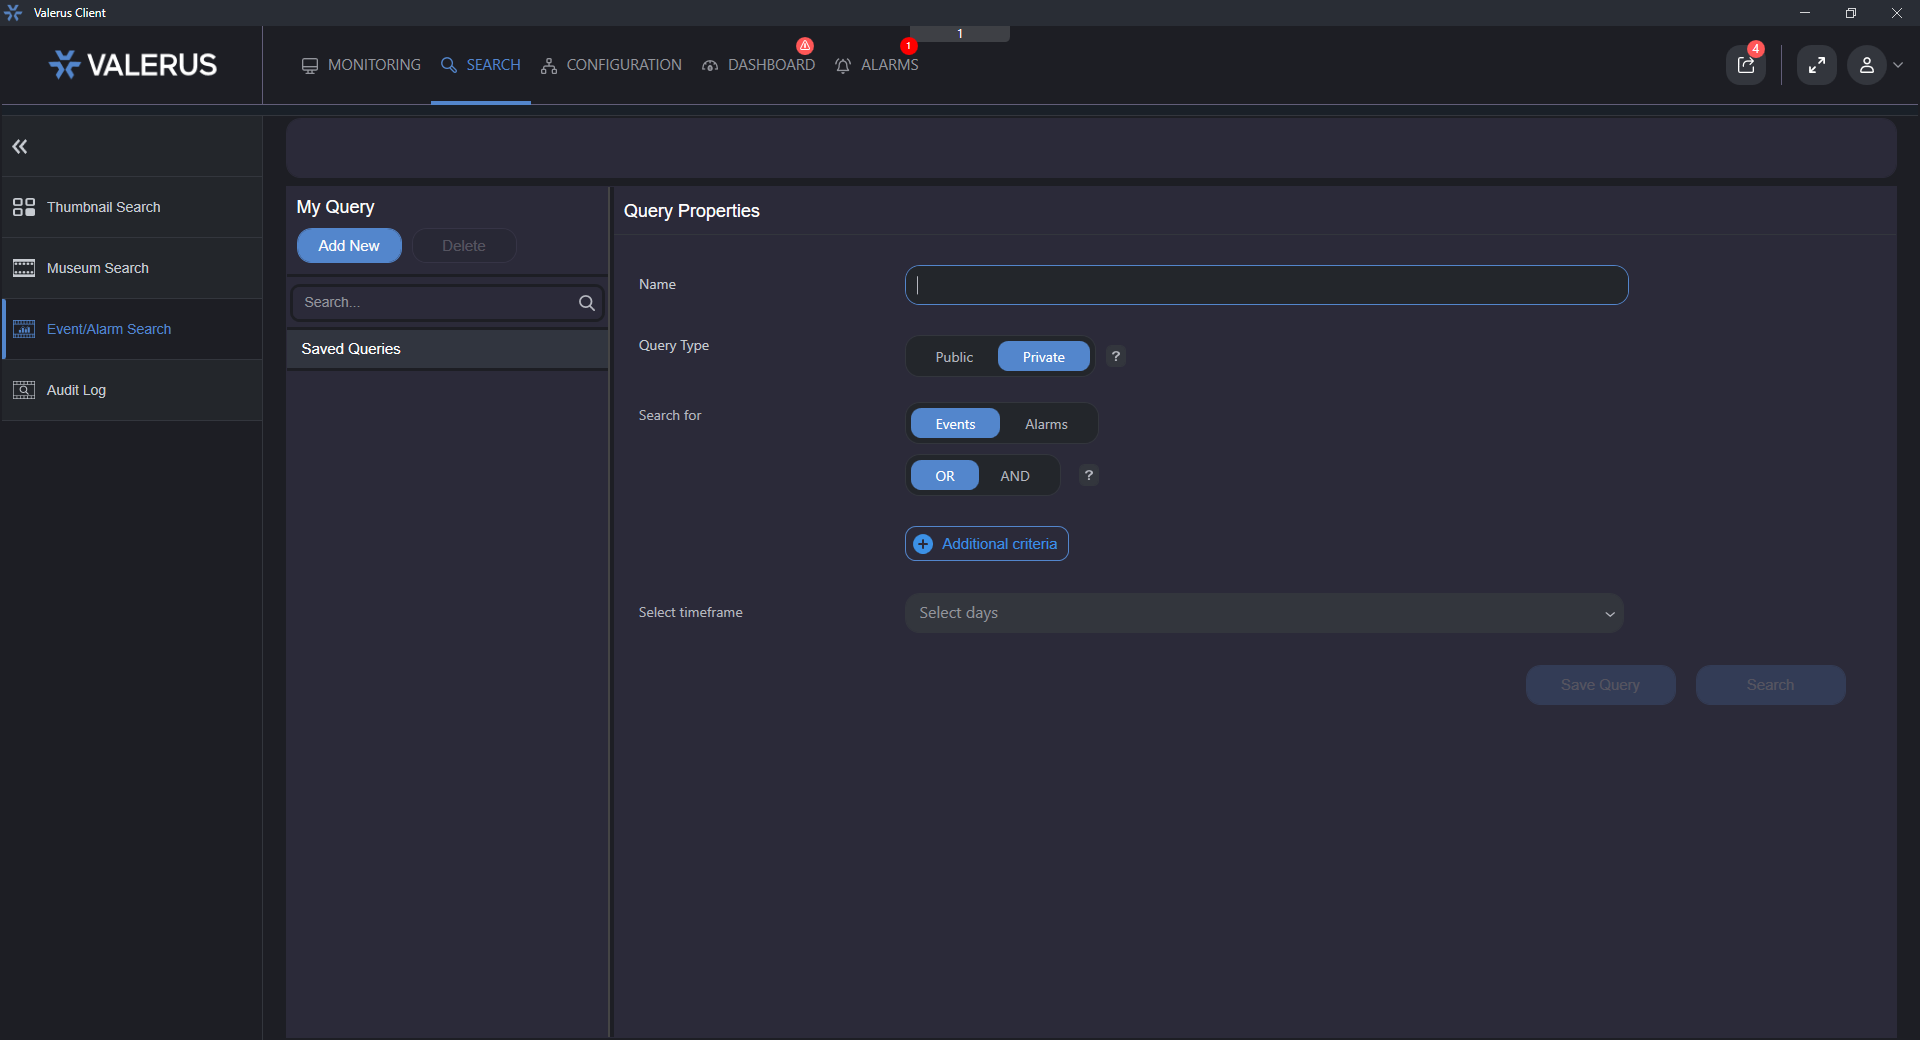 Valerus Client
1
VALERUS
MONITORING
SEARCH
CONFIGURATION
DASHBOARD
ALARMS
1
4
Thumbnail Search
Museum Search
Event/Alarm Search
Audit Log
My Query
Add New
Delete
Search...
Saved Queries
Query Properties
Name
Query Type
Public
Private
?
Search for
Events
Alarms
OR
AND
?
Additional criteria
Select timeframe
Select days
Save Query
Search